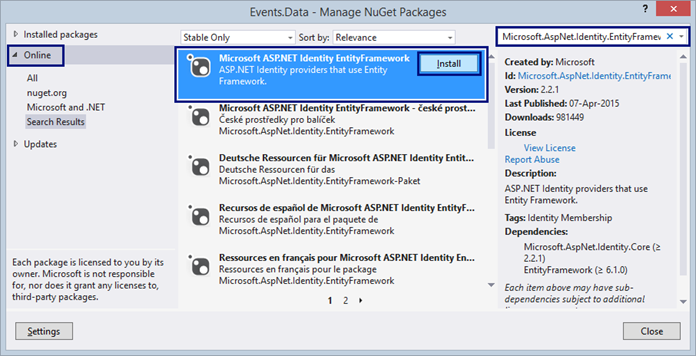 Events.Data - Manage NuGet Packages
Installed packages
Online
All
nuget.org
Microsoft and .NET
Search Results
Updates
Each package is licensed to you by its
owner. Microsoft is not responsible
for, nor does it grant any licenses to,
third-party packages.
Stable Only
Sort by: Relevance
Microsoft ASP.NET Identity EntityFramework
ASP.NET Identity providers that use Entity
Framework.
Install
Microsoft ASP.NET Identity EntityFramework - české prost...
České prostředky pro balíček
Microsoft.AspNet.Identity.EntityFramework
Deutsche Ressourcen für Microsoft ASP.NET Identity Entit...
Deutsche Ressourcen für das
Microsoft.AspNet.Identity.EntityFramework-Paket
Recursos de español de Microsoft ASP.NET Identity EntityF...
Recursos de español para el paquete de
Microsoft.AspNet.Identity.EntityFramework
Ressources en français pour Microsoft ASP.NET Identity En...
Ressources en français pour le package
Microsoft.AspNet.Identity.EntityFramework
1 2
Microsoft.AspNet.Identity.EntityFramew
Created by: Microsoft
Id: Microsoft.AspNet.Identity.EntityFrame
Version: 2.2.1
Last Published: 07-Apr-2015
Downloads: 981449
License
View License
Report Abuse
Description:
ASP.NET Identity providers that use
Entity Framework.
Tags: Identity Membership
Dependencies:
Microsoft.AspNet.Identity.Core (≥
2.2.1)
EntityFramework (≥ 6.1.0)
Each item above may have sub-
dependencies subject to additional
Settings
Close